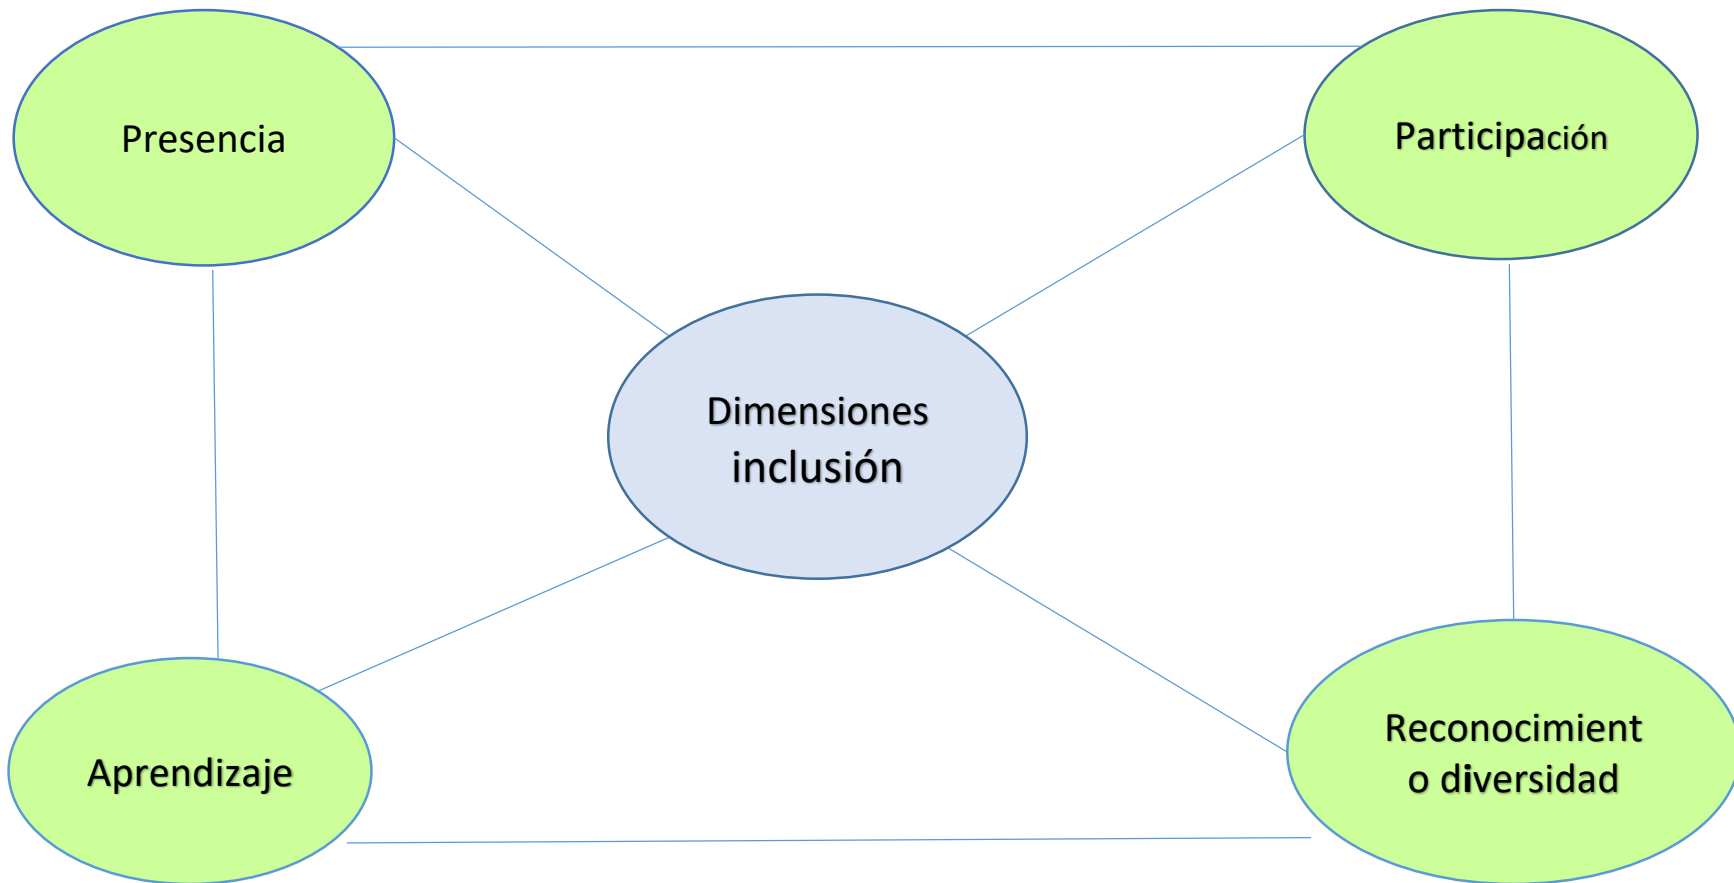 Presencia
Participación
Dimensiones
inclusión
Aprendizaje
Reconocimient
o diversidad